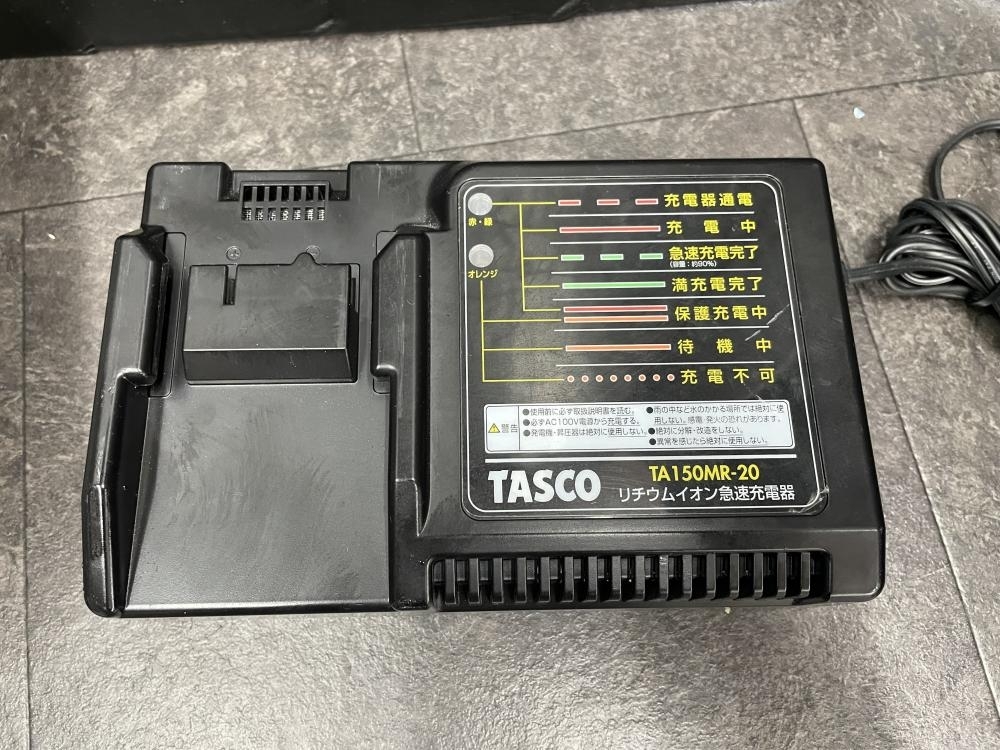 赤・緑
オレンジ
充電器通電
充電中
急速充電完了
(容量:約90%)
満充電完了
保護充電中
待機中
充電不可
警告
●使用前に必ず取扱説明書を読む。
●必ずAC100V電源から充電する。
●発電機・昇圧器は絶対に使用しない。
●雨の中など水のかかる場所では絶対に使
用しない。感電・発火の恐れがあります。
●絶対に分解・改造をしない。
●異常を感じたら絶対に使用しない。
TASCO
TA150MR-20
リチウムイオン急速充電器